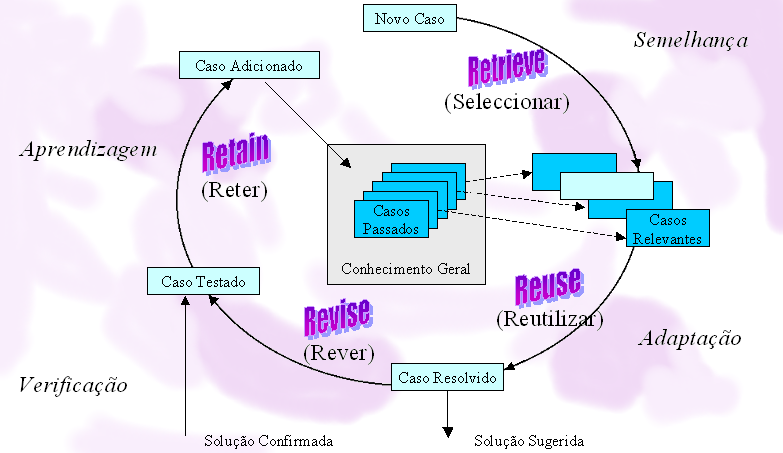 Novo Caso
Semelhança
Retrieve
(Seleccionar)
Caso Adicionado
Aprendizagem
Retain
(Reter)
Casos
Passados
Casos
Relevantes
Conhecimento Geral
Caso Testado
Reuse
(Reutilizar)
Revise
(Rever)
Adaptação
Verificação
Caso Resolvido
Solução Confirmada
Solução Sugerida